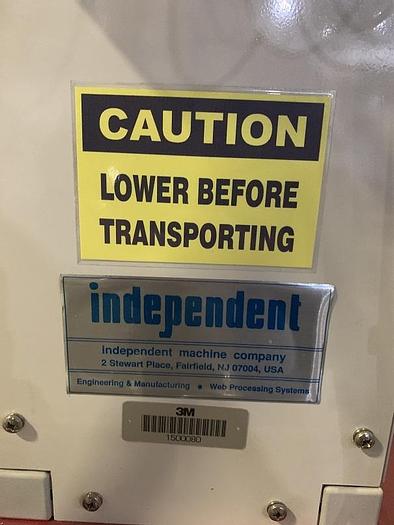 CAUTION
LOWER BEFORE
TRANSPORTING
independent
independent machine company
2 Stewart Place, Fairfield, NJ 07004, USA
Engineering & Manufacturing • Web Processing Systems
3M
1500080